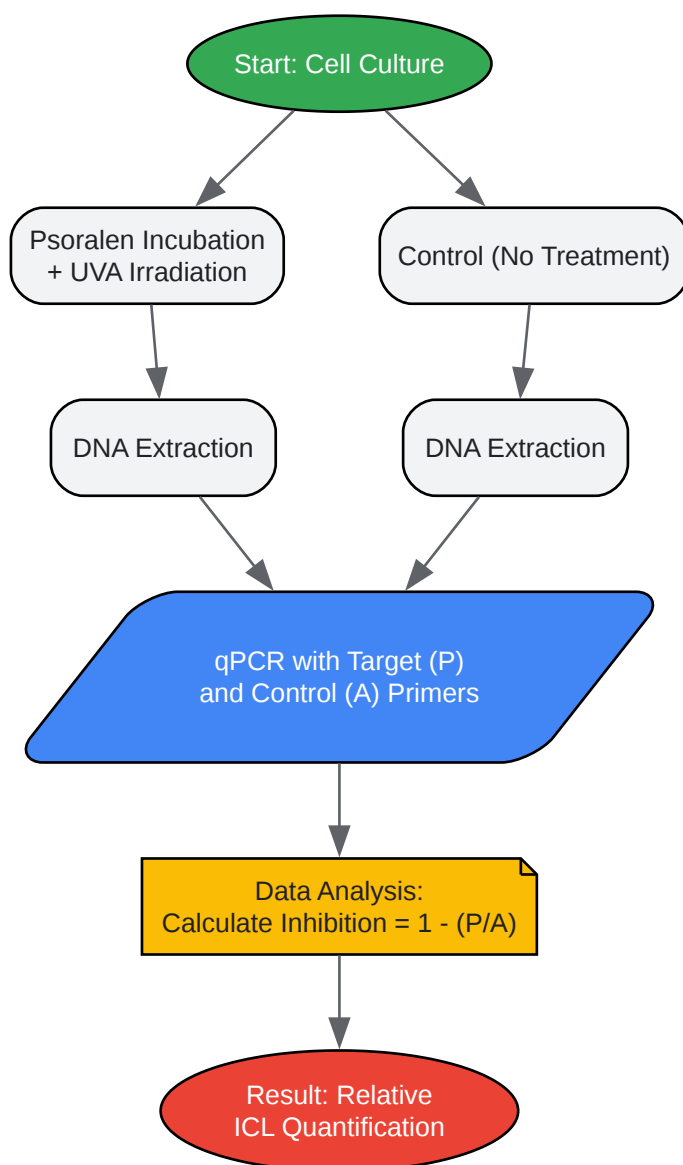 Start: Cell Culture
Psoralen Incubation
+ UVA Irradiation
Control (No Treatment)
DNA Extraction
DNA Extraction
qPCR with Target (P)
and Control (A) Primers
Data Analysis:
Calculate Inhibition = 1 - (P/A)
Result: Relative
ICL Quantification